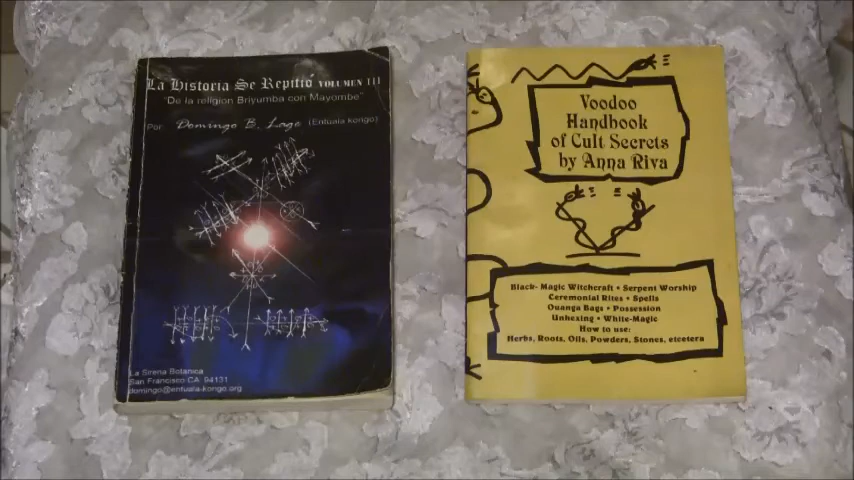 La Historia Se Repitió VOLUMEN III
"De la religion Briyumba con Mayombe"
Por: Domingo B. Lage (Entuala kongo)
La Sirena Botanica
San Francisco CA. 94131
domingo@entuala-kongo.org
Voodoo
Handbook
of Cult Secrets
by Anna Riva
Black-Magic Witchcraft • Serpent Worship
Ceremonial Rites • Spells
Ouanga Bags • Possession
Unhexing • White-Magic
How to use:
Herbs, Roots, Oils, Powders, Stones, etcetera